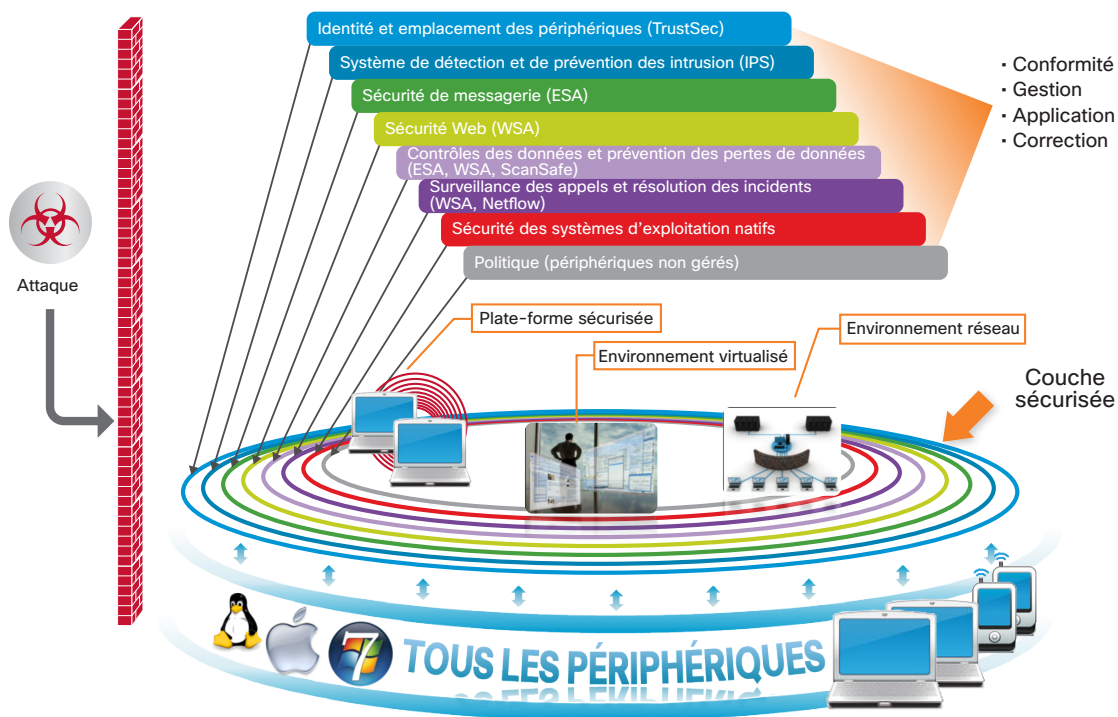 Identité et emplacement des périphériques (TrustSec)
Système de détection et de prévention des intrusion (IPS)
Sécurité de messagerie (ESA)
Sécurité Web (WSA)
Contrôles des données et prévention des pertes de données
(ESA, WSA, ScanSafe)
Surveillance des appels et résolution des incidents
(WSA, Netflow)
Sécurité des systèmes d'exploitation natifs
Politique (périphériques non gérés)
· Conformité
· Gestion
· Application
· Correction
Attaque
Plate-forme sécurisée
Environnement virtualisé
Environnement réseau
Couche
sécurisée
7
TOUS LES PÉRIPHÉRIQUES